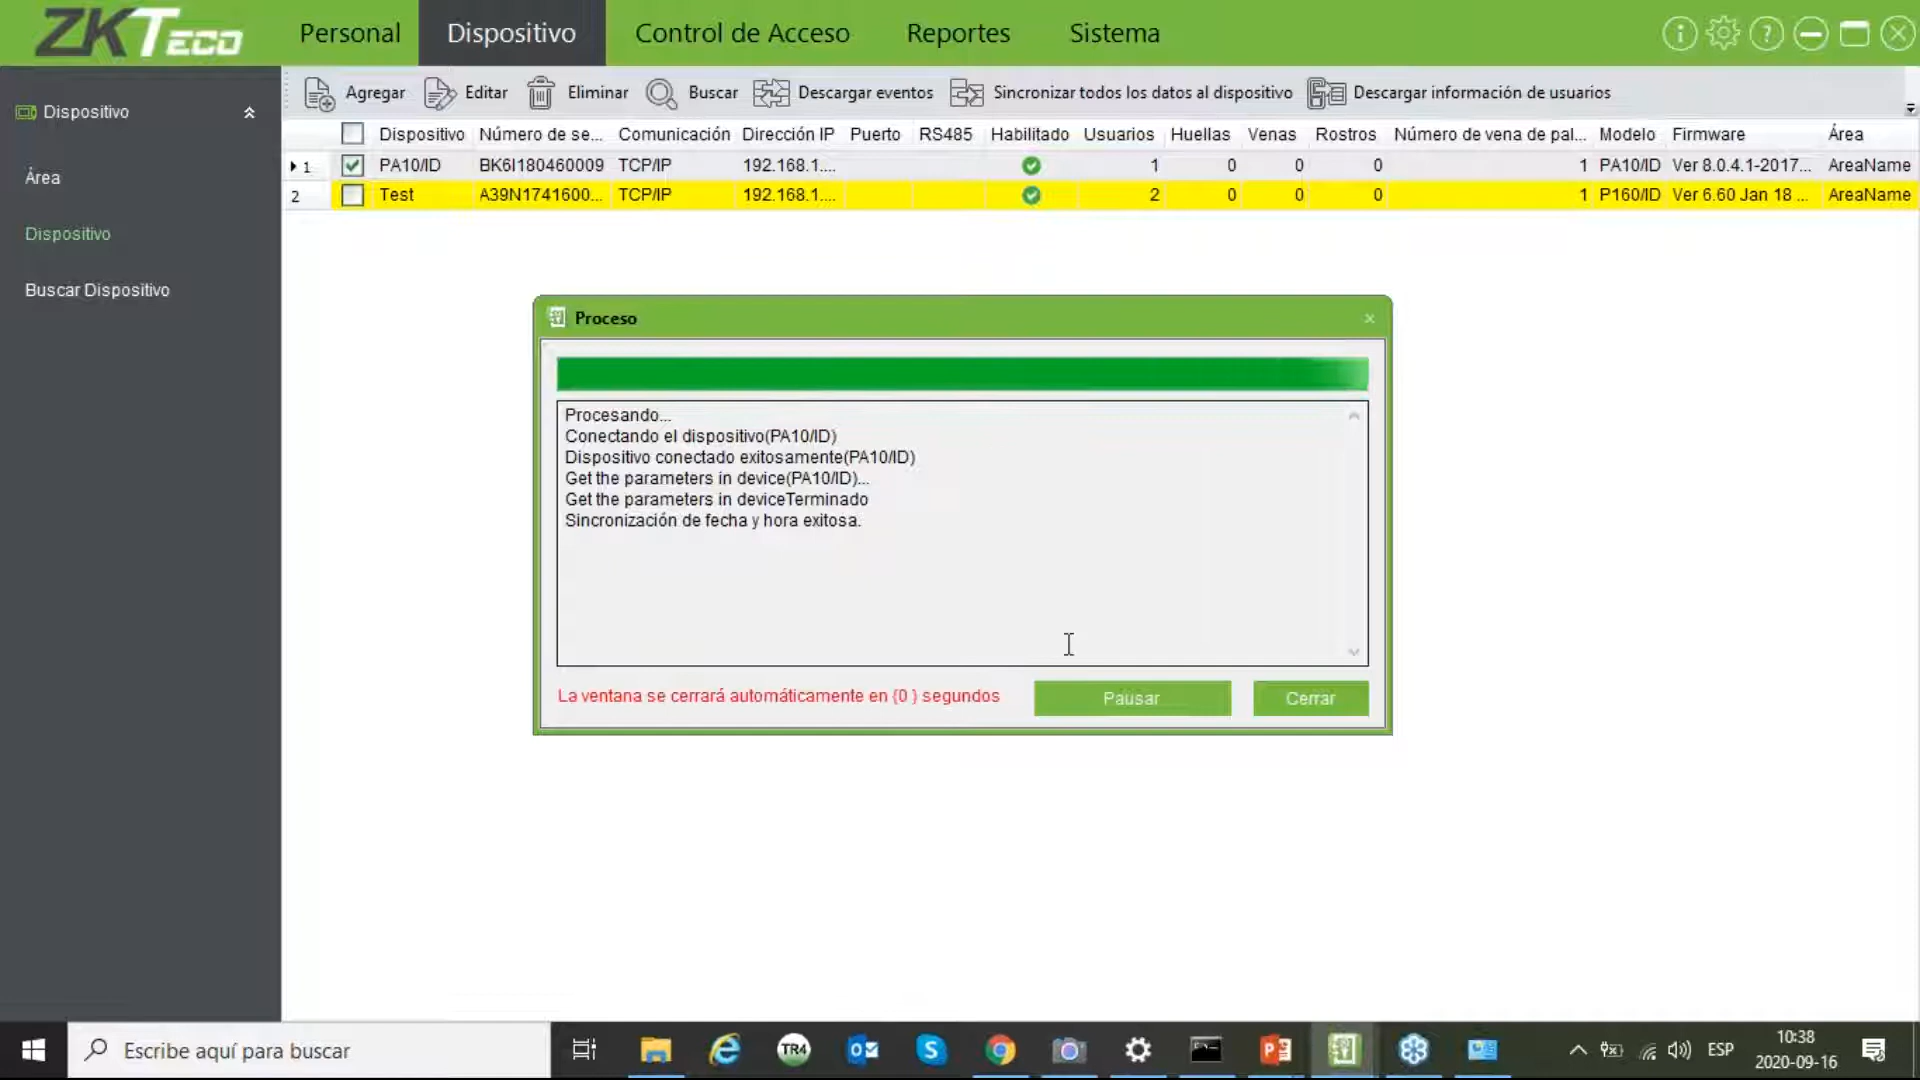 ZKTeco Personal Dispositivo Control de Acceso Reportes Sistema
Dispositivo
Área
Dispositivo
Buscar Dispositivo
Agregar Editar Eliminar Buscar Descargar eventos Sincronizar todos los datos al dispositivo Descargar información de usuarios
Dispositivo Número de se... Comunicación Dirección IP Puerto RS485 Habilitado Usuarios Huellas Venas Rostros Número de vena de pal... Modelo Firmware Área
1 PA10/ID BK6I180460009 TCP/IP 192.168.1.... 1 0 0 0 1 PA10/ID Ver 8.0.4.1-2017... AreaName
2 Test A39N1741600... TCP/IP 192.168.1.... 2 0 0 0 1 P160/ID Ver 6.60 Jan 18 ... AreaName
Proceso
Procesando...
Conectando el dispositivo(PA10/ID)
Dispositivo conectado exitosamente(PA10/ID)
Get the parameters in device(PA10/ID)...
Get the parameters in deviceTerminado
Sincronización de fecha y hora exitosa.
La ventana se cerrará automáticamente en {0 } segundos Pausar Cerrar
Escribe aquí para buscar TR4 ESP 10:38
2020-09-16